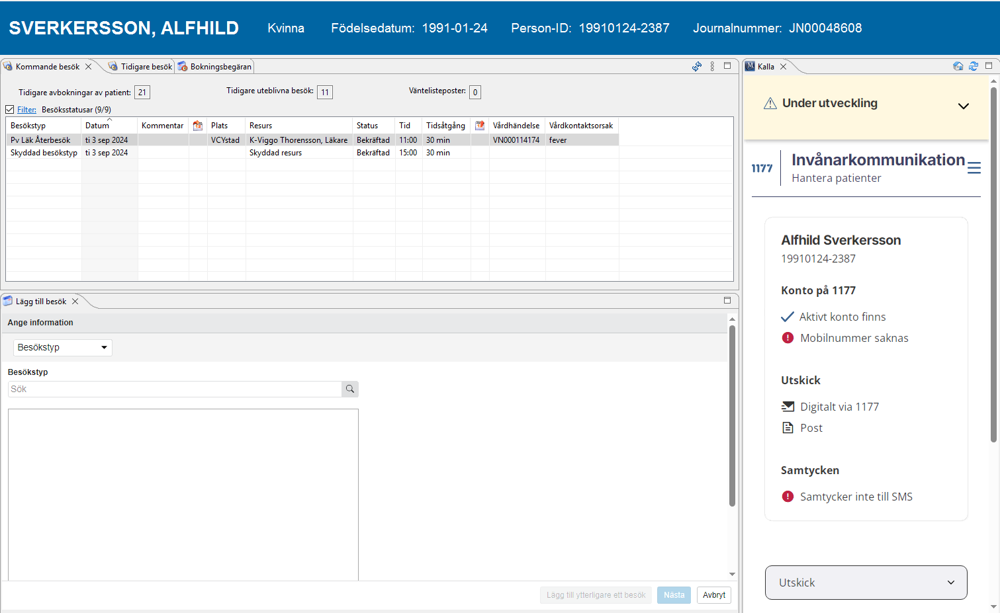 SVERKERSSON, ALFHILD Kvinna Födelsedatum: 1991-01-24 Person-ID: 19910124-2387 Journalnummer: JN00048608
Kommande besök Tidigare besök Bokningsbegäran
Tidigare avbokningar av patient: 21 Tidigare uteblivna besök: 11 Väntelisteposter: 0
Filter: Besöksstatusar (9/9)
Besökstyp Datum Kommentar Plats Resurs Status Tid Tidsåtgång Vårdhändelse Vårdkontaktsorsak
Pv Läk Återbesök ti 3 sep 2024 VCYstad K-Viggo Thorensson, Läkare Bekräftad 11:00 30 min VN000114174 fever
Skyddad besökstyp ti 3 sep 2024 Skyddad resurs Bekräftad 15:00 30 min
Lägg till besök
Ange information
Besökstyp
Besökstyp
Sök
Lägg till ytterligare ett besök Nästa Avbryt
Kalla
Under utveckling
1177 Invånarkommunikation
Hantera patienter
Alfhild Sverkersson
19910124-2387
Konto på 1177
Aktivt konto finns
Mobilnummer saknas
Utskick
Digitalt via 1177
Post
Samtycken
Samtycker inte till SMS
Utskick